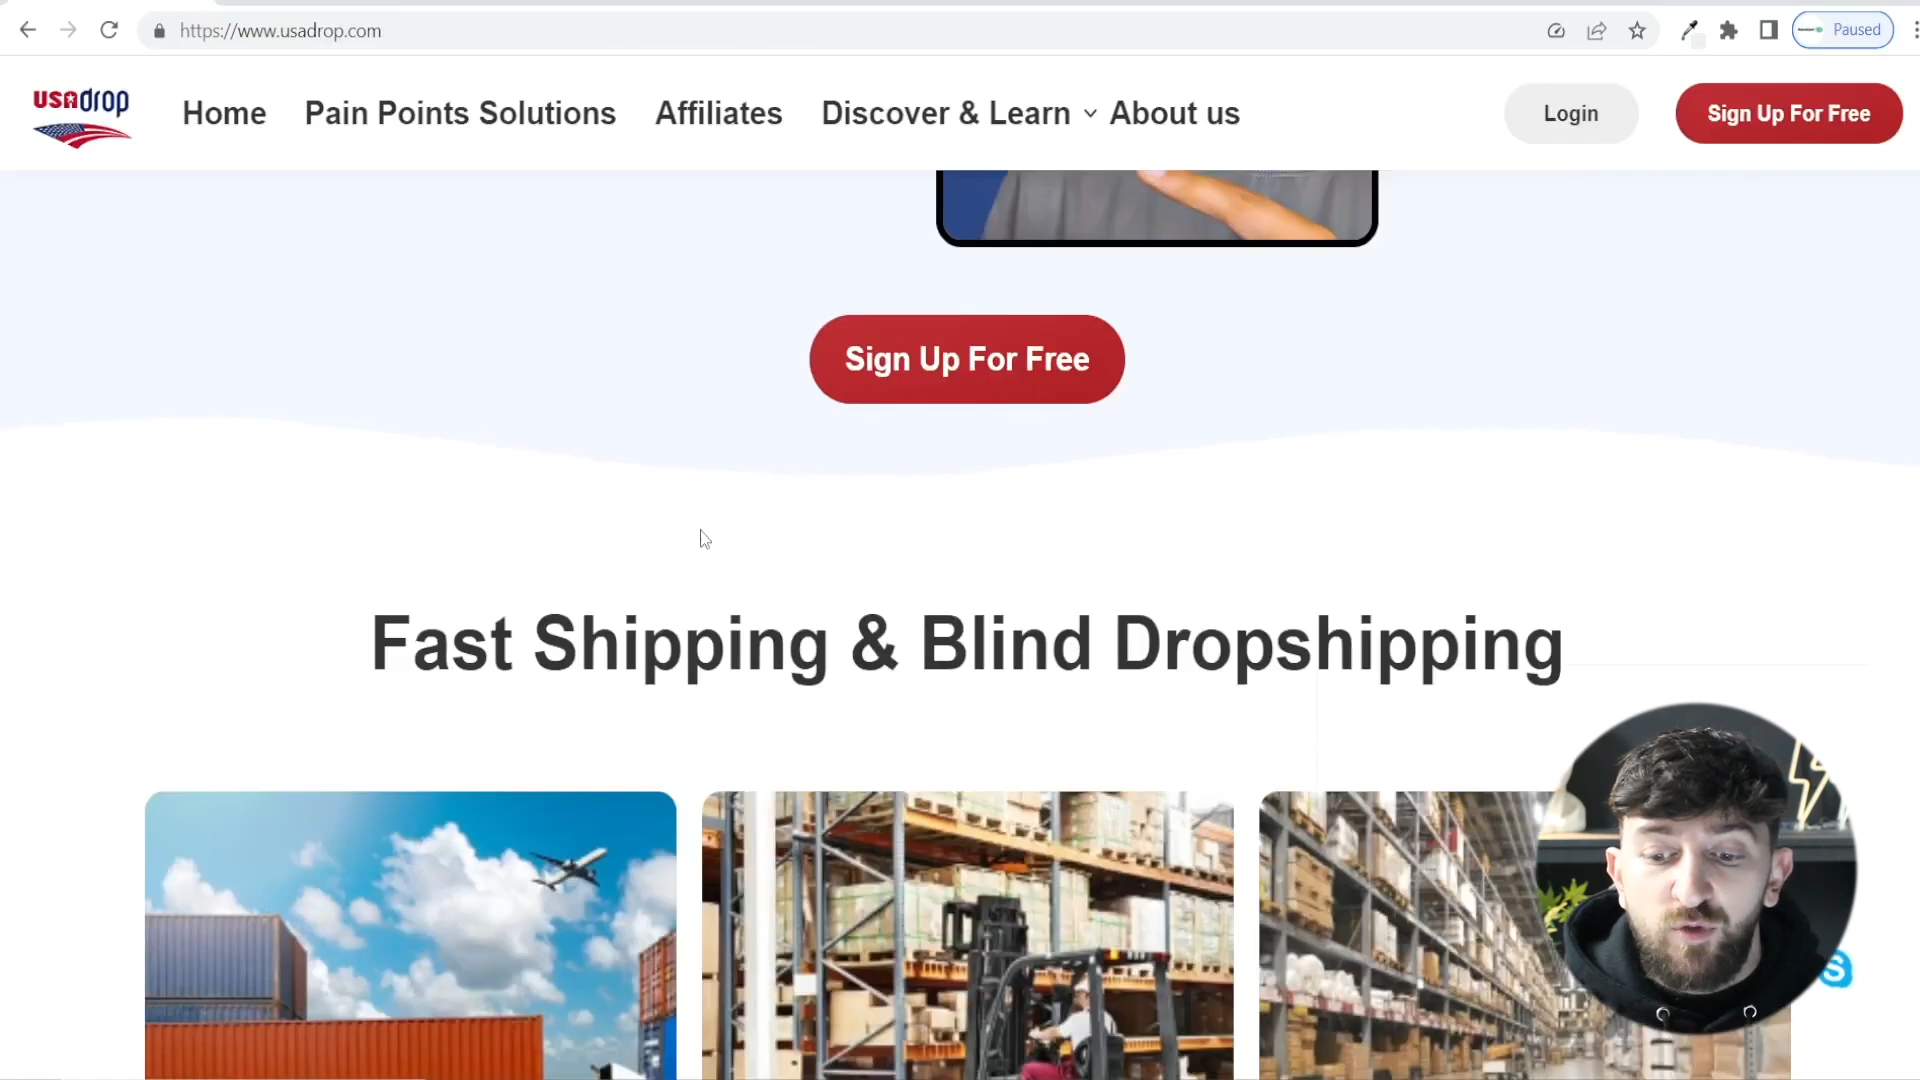 https://www.usadrop.com
Paused
usadrop
Home
Pain Points Solutions
Affiliates
Discover & Learn
About us
Login
Sign Up For Free
Sign Up For Free
Fast Shipping & Blind Dropshipping
S